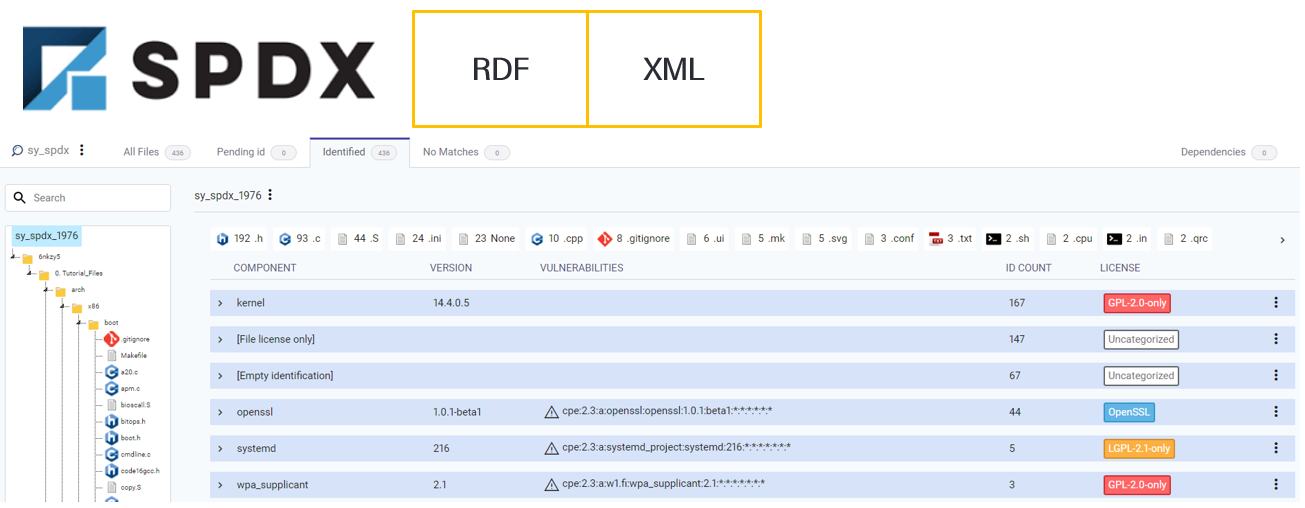 SPDX
RDF XML
sy_spdx All Files 436 Pending id 0 Identified 436 No Matches 0 Dependencies 0
Search
sy_spdx_1976
sy_spdx_1976
6nkzy5
0. Tutorial_Files
arch
x86
boot
.gitignore
Makefile
a20.c
apm.c
bioscall.S
bitops.h
boot.h
cmdline.c
code16gcc.h
copy.S
192 .h 93 .c 44 .S 24 .ini 23 None 10 .cpp 8 .gitignore 6 .ui 5 .mk 5 .svg 3 .conf 3 .txt 2 .sh 2 .cpu 2 .in 2 .qrc
COMPONENT VERSION VULNERABILITIES ID COUNT LICENSE
kernel 14.4.0.5 167 GPL-2.0-only
[File license only] 147 Uncategorized
[Empty identification] 67 Uncategorized
openssl 1.0.1-beta1 cpe:2.3:a:openssl:openssl:1.0.1:beta1:*:*:*:*:*:* 44 OpenSSL
systemd 216 cpe:2.3:a:systemd_project:systemd:216:*:*:*:*:*:*:* 5 LGPL-2.1-only
wpa_supplicant 2.1 cpe:2.3:a:w1.fi:wpa_supplicant:2.1:*:*:*:*:*:*:* 3 GPL-2.0-only